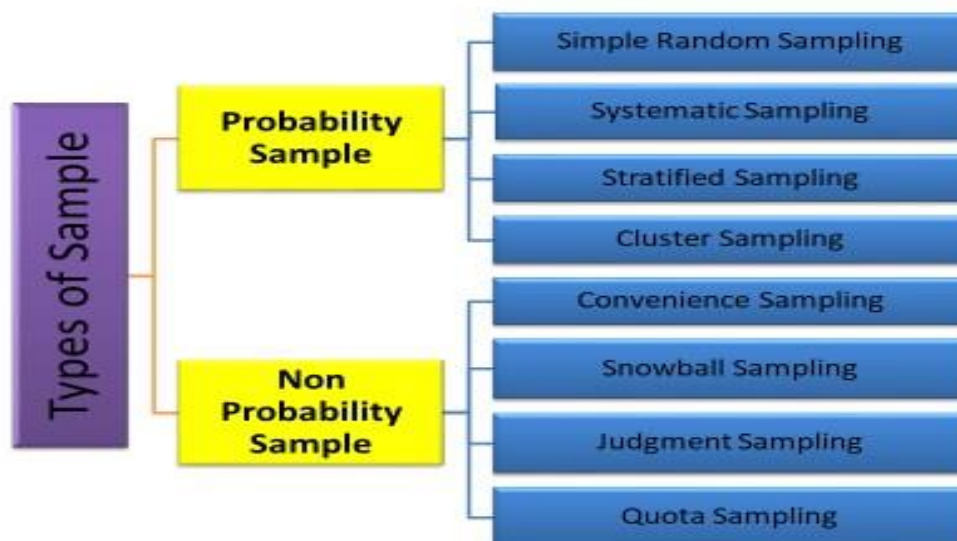 Types of Sample
Probability
Sample
Simple Random Sampling
Systematic Sampling
Stratified Sampling
Cluster Sampling
Non
Probability
Sample
Convenience Sampling
Snowball Sampling
Judgment Sampling
Quota Sampling